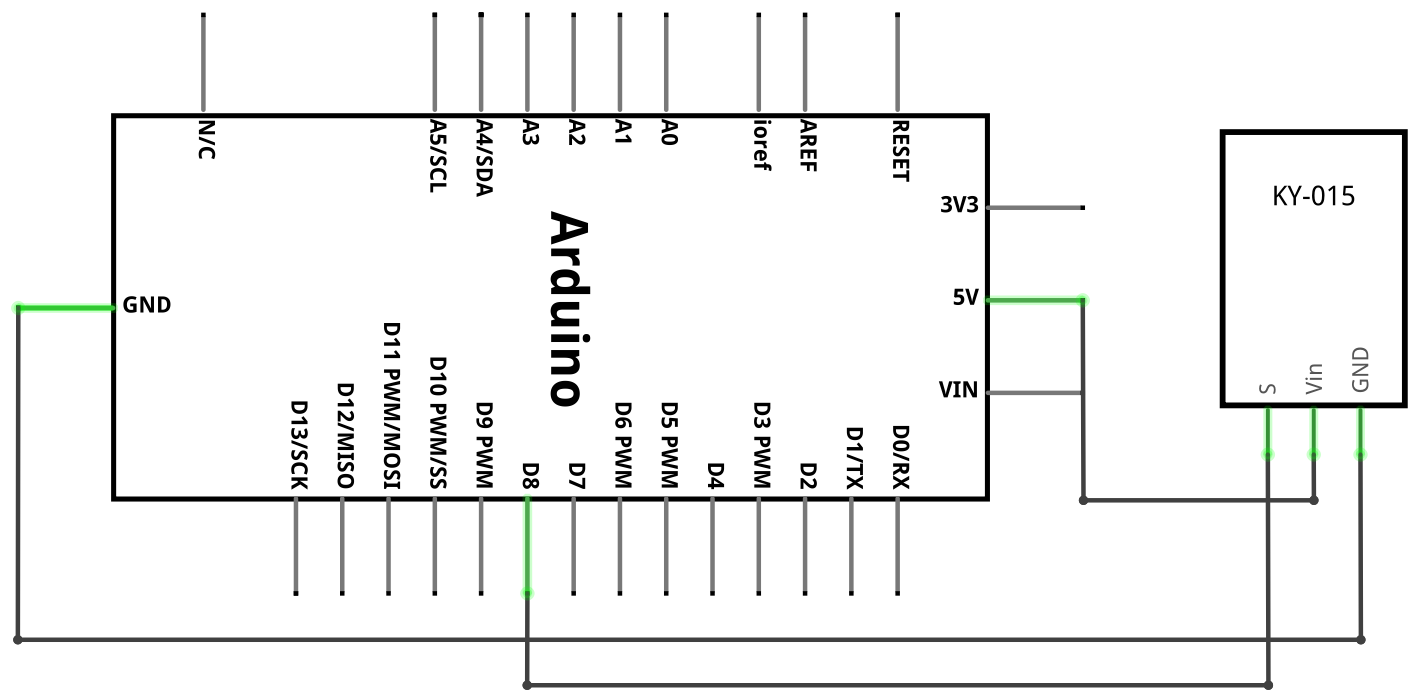 N/C
A5/SCL
A4/SDA
A3
A2
A1
A0
ioref
AREF
RESET
3V3
5V
VIN
GND
Arduino
D13/SCK
D12/MISO
D11 PWM/MOSI
D10 PWM/SS
D9 PWM
D8
D7
D6 PWM
D5 PWM
D4
D3 PWM
D2
D1/TX
D0/RX
KY-015
S
Vin
GND